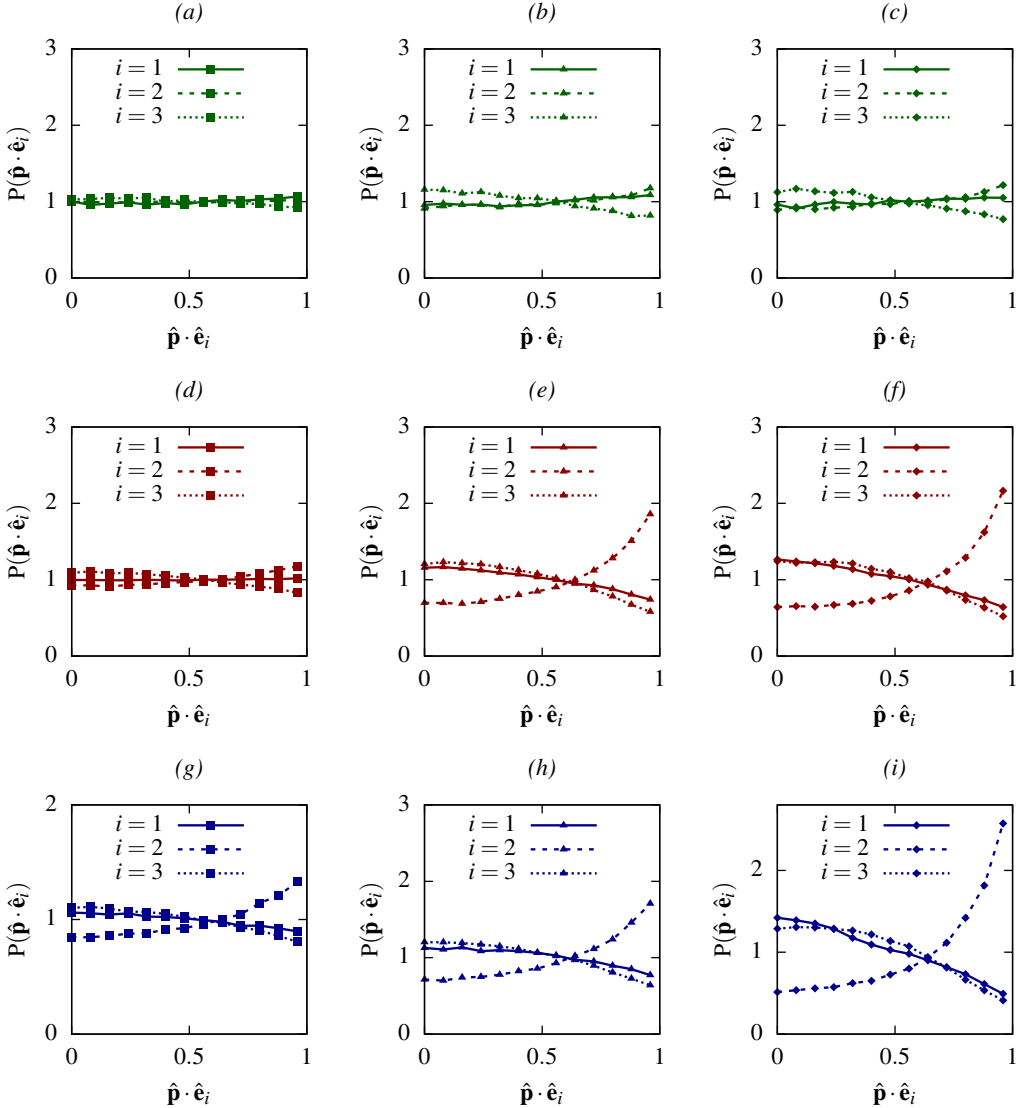 (a)
P(p̂ · ê_i)
3
2
1
0
i = 1
i = 2
i = 3
0 0.5 1
p̂ · ê_i
(b)
P(p̂ · ê_i)
3
2
1
0
i = 1
i = 2
i = 3
0 0.5 1
p̂ · ê_i
(c)
P(p̂ · ê_i)
3
2
1
0
i = 1
i = 2
i = 3
0 0.5 1
p̂ · ê_i
(d)
P(p̂ · ê_i)
3
2
1
0
i = 1
i = 2
i = 3
0 0.5 1
p̂ · ê_i
(e)
P(p̂ · ê_i)
3
2
1
0
i = 1
i = 2
i = 3
0 0.5 1
p̂ · ê_i
(f)
P(p̂ · ê_i)
3
2
1
0
i = 1
i = 2
i = 3
0 0.5 1
p̂ · ê_i
(g)
P(p̂ · ê_i)
2
1
0
i = 1
i = 2
i = 3
0 0.5 1
p̂ · ê_i
(h)
P(p̂ · ê_i)
3
2
1
0
i = 1
i = 2
i = 3
0 0.5 1
p̂ · ê_i
(i)
P(p̂ · ê_i)
2
1
0
i = 1
i = 2
i = 3
0 0.5 1
p̂ · ê_i